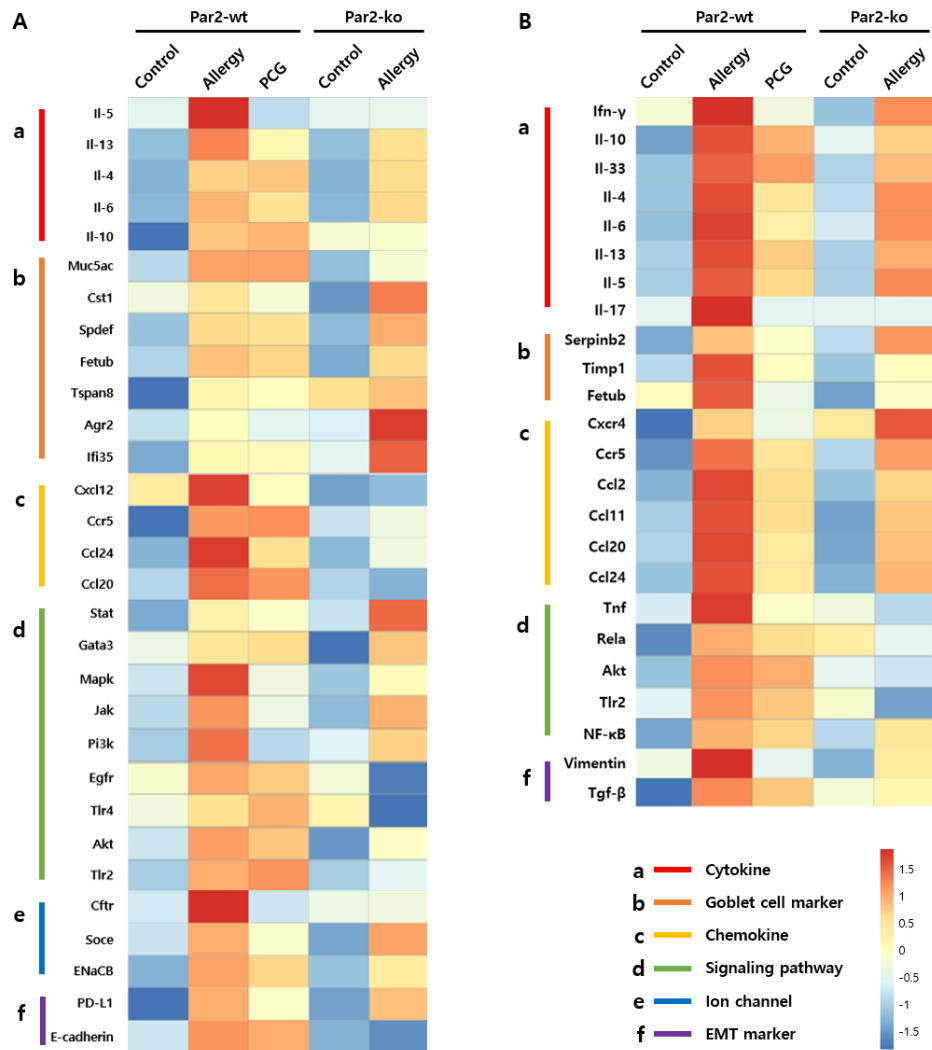 A
Par2-wt
Par2-ko
Control
Allergy
PCG
Control
Allergy
a
Il-5
Il-13
Il-4
Il-6
Il-10
b
Muc5ac
Cst1
Spdef
Fetub
Tspan8
Agr2
Ifi35
c
Cxcl12
Ccr5
Ccl24
Ccl20
d
Stat
Gata3
Mapk
Jak
Pi3k
Egfr
Tlr4
Akt
Tlr2
e
Cftr
Soce
ENaCB
f
PD-L1
E-cadherin
B
Par2-wt
Par2-ko
Control
Allergy
PCG
Control
Allergy
a
Ifn-γ
Il-10
Il-33
Il-4
Il-6
Il-13
Il-5
Il-17
b
Serpinb2
Timp1
Fetub
c
Cxcr4
Ccr5
Ccl2
Ccl11
Ccl20
Ccl24
d
Tnf
Rela
Akt
Tlr2
NF-κB
f
Vimentin
Tgf-β
a Cytokine
b Goblet cell marker
c Chemokine
d Signaling pathway
e Ion channel
f EMT marker
1.5
1
0.5
0
-0.5
-1
-1.5